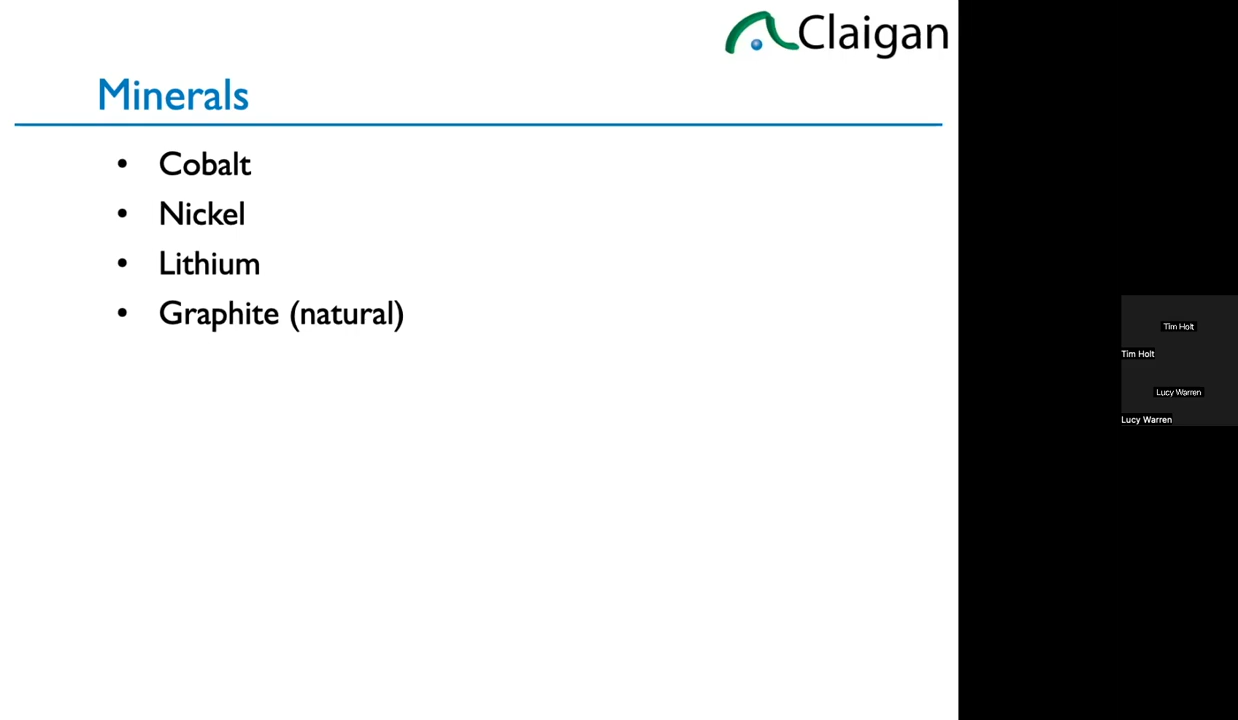 Claigan
Minerals
• Cobalt
• Nickel
• Lithium
• Graphite (natural)
Tim Holt
Tim Holt
Lucy Warren
Lucy Warren